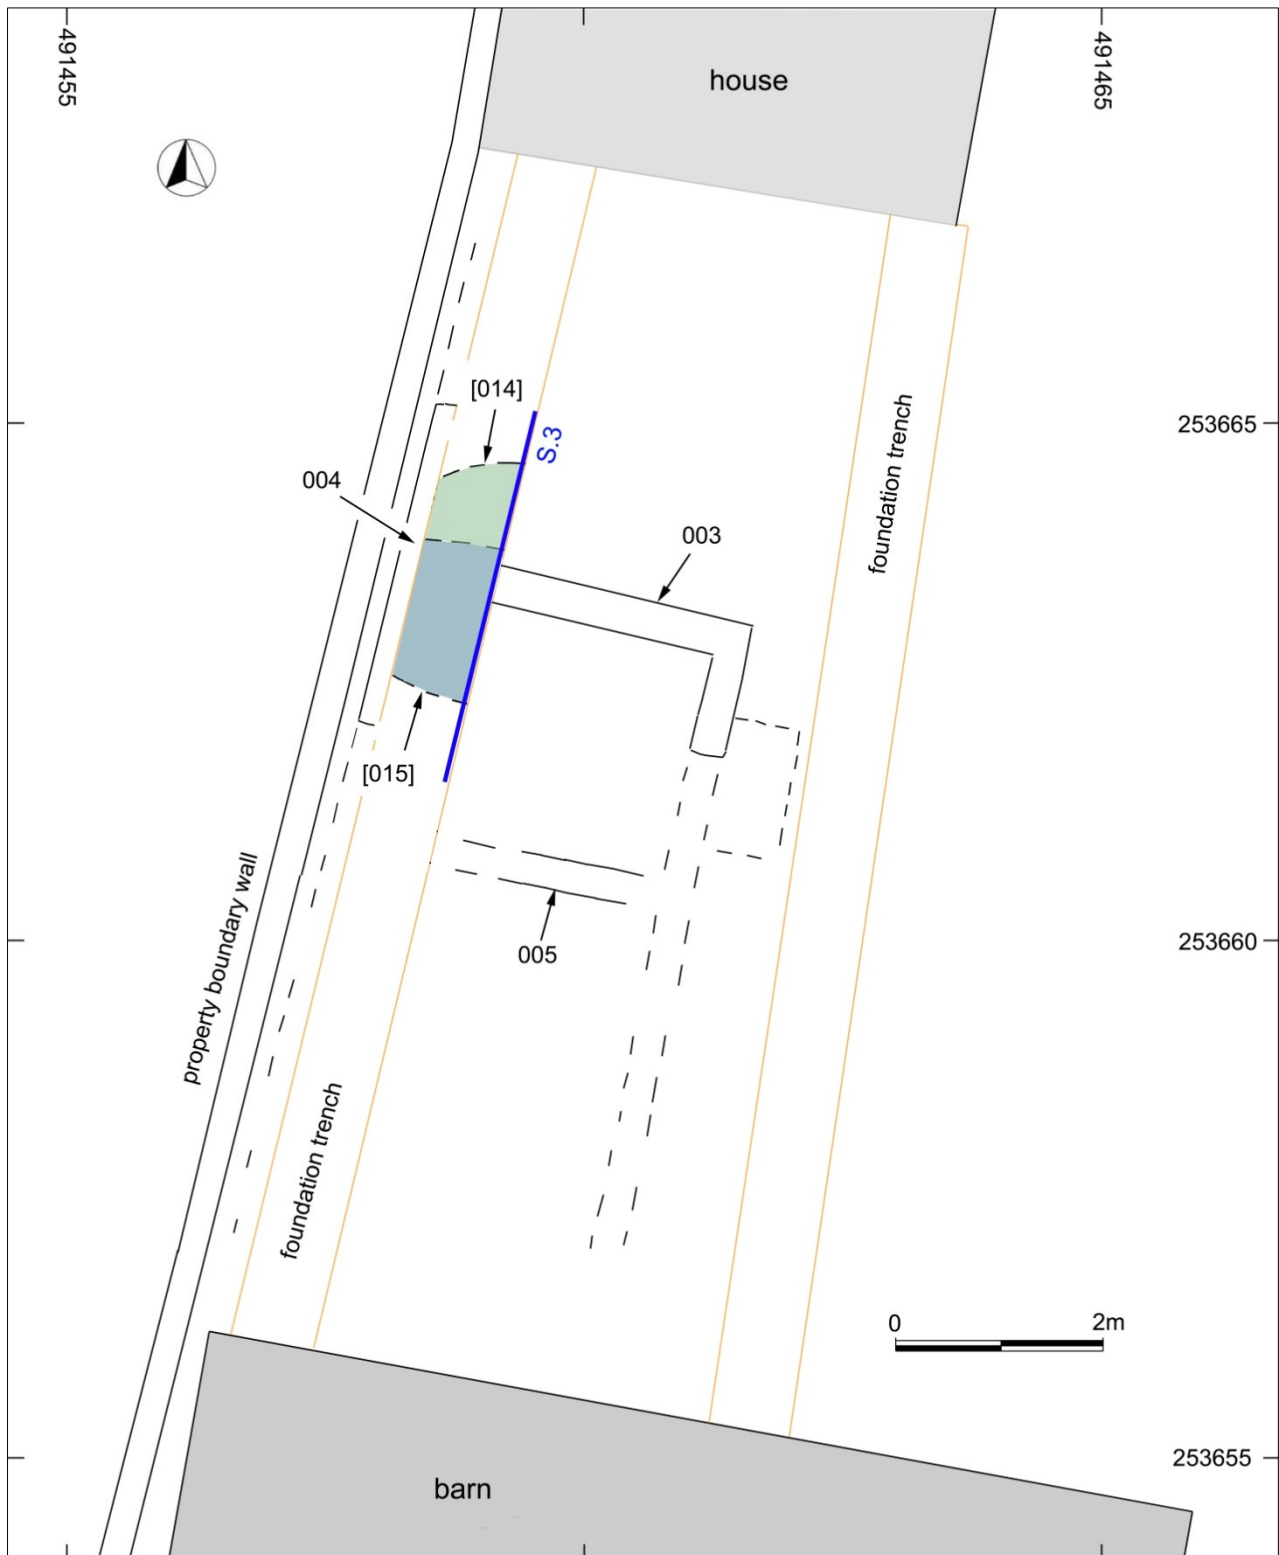 491455
491465
house
[014]
S.3
253665
004
003
foundation trench
[015]
property boundary wall
005
253660
foundation trench
0 2m
253655
barn